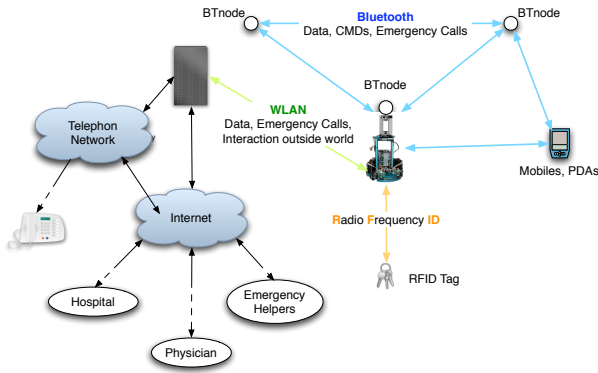 BTnode
Bluetooth
Data, CMDs, Emergency Calls
BTnode
BTnode
WLAN
Data, Emergency Calls,
Interaction outside world
Telephon
Network
y
Mobiles, PDAs
Internet
Radio Frequency ID
RFID Tag
Hospital
Emergency
Helpers
Physician